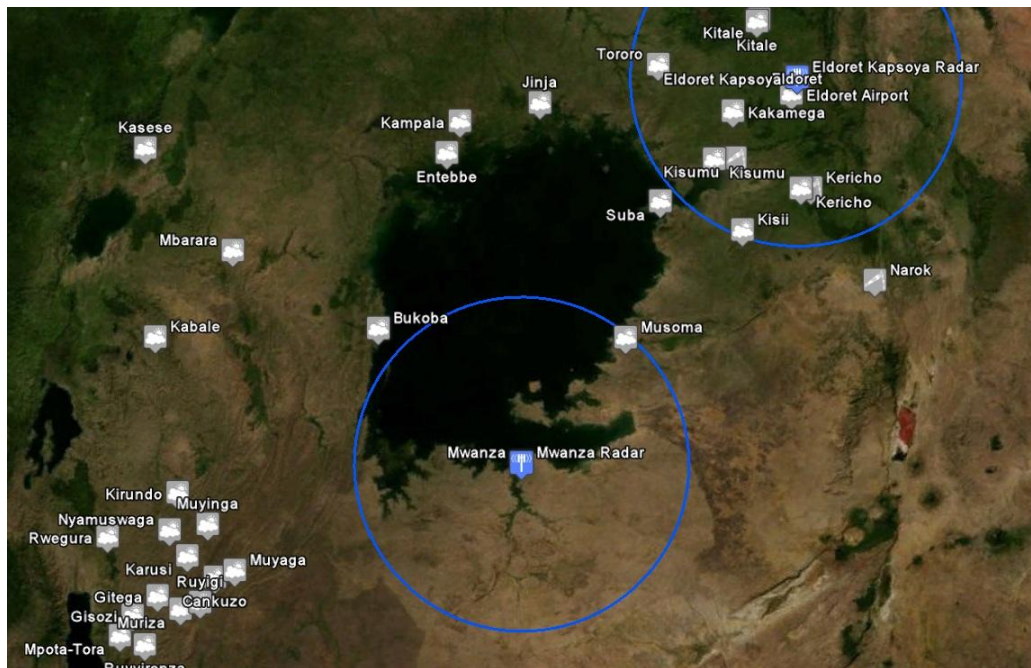 Kitale
Kitale
Tororo
Eldoret Kapsoya Radar
Eldoret Kapsoya
Eldoret
Eldoret Airport
Jinja
Kakamega
Kampala
Kasese
Entebbe
Kisumu
Kisumu
Kericho
Kericho
Suba
Kisii
Mbarara
Narok
Bukoba
Kabale
Musoma
Mwanza
Mwanza Radar
Kirundo
Muyinga
Nyamuswaga
Rwegura
Karusi
Muyaga
Ruyigi
Gitega
Cankuzo
Gisozi
Muriza
Mpota-Tora